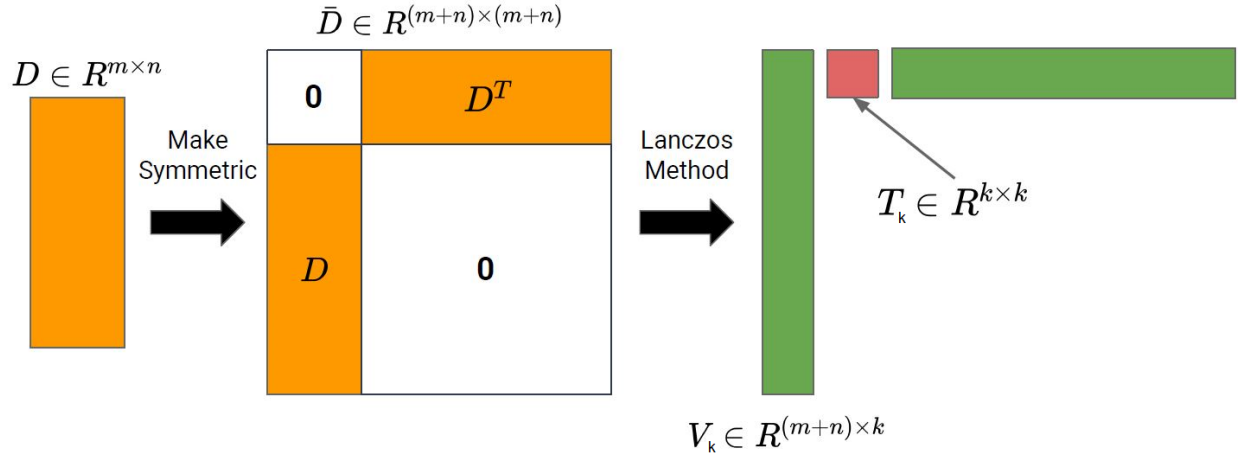 D ∈ R^{m×n}
Make
Symmetric
D̄ ∈ R^{(m+n)×(m+n)}
0
D^T
D
0
Lanczos
Method
T_k ∈ R^{k×k}
V_k ∈ R^{(m+n)×k}